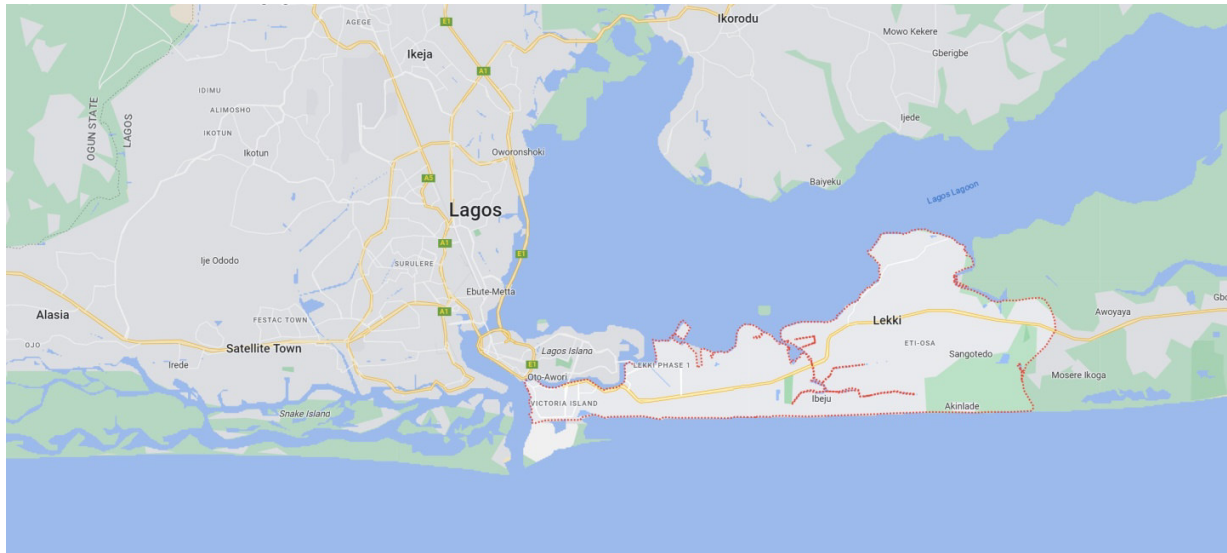 AGEGE
E1
Ikorodu
Mowo Kekere
Ikeja
Gberigbe
A1
IDIMU
ALIMOSHO
Ijede
IKOTUN
OGUN STATE
LAGOS
Ikotun
Oworonshoki
A5
Baiyeku
Lagos Lagoon
Lagos
A1
E1
Ije Ododo
SURULERE
Ebute-Metta
Alasia
FESTAC TOWN
A1
Lekki
Awoyaya
OJO
Satellite Town
Lagos Island
ETI-OSA
Irede
E1
LEKKI PHASE 1
Sangotedo
Oto-Awori
Mosere Ikoga
VICTORIA ISLAND
Ibeju
Akinlade
Snake Island